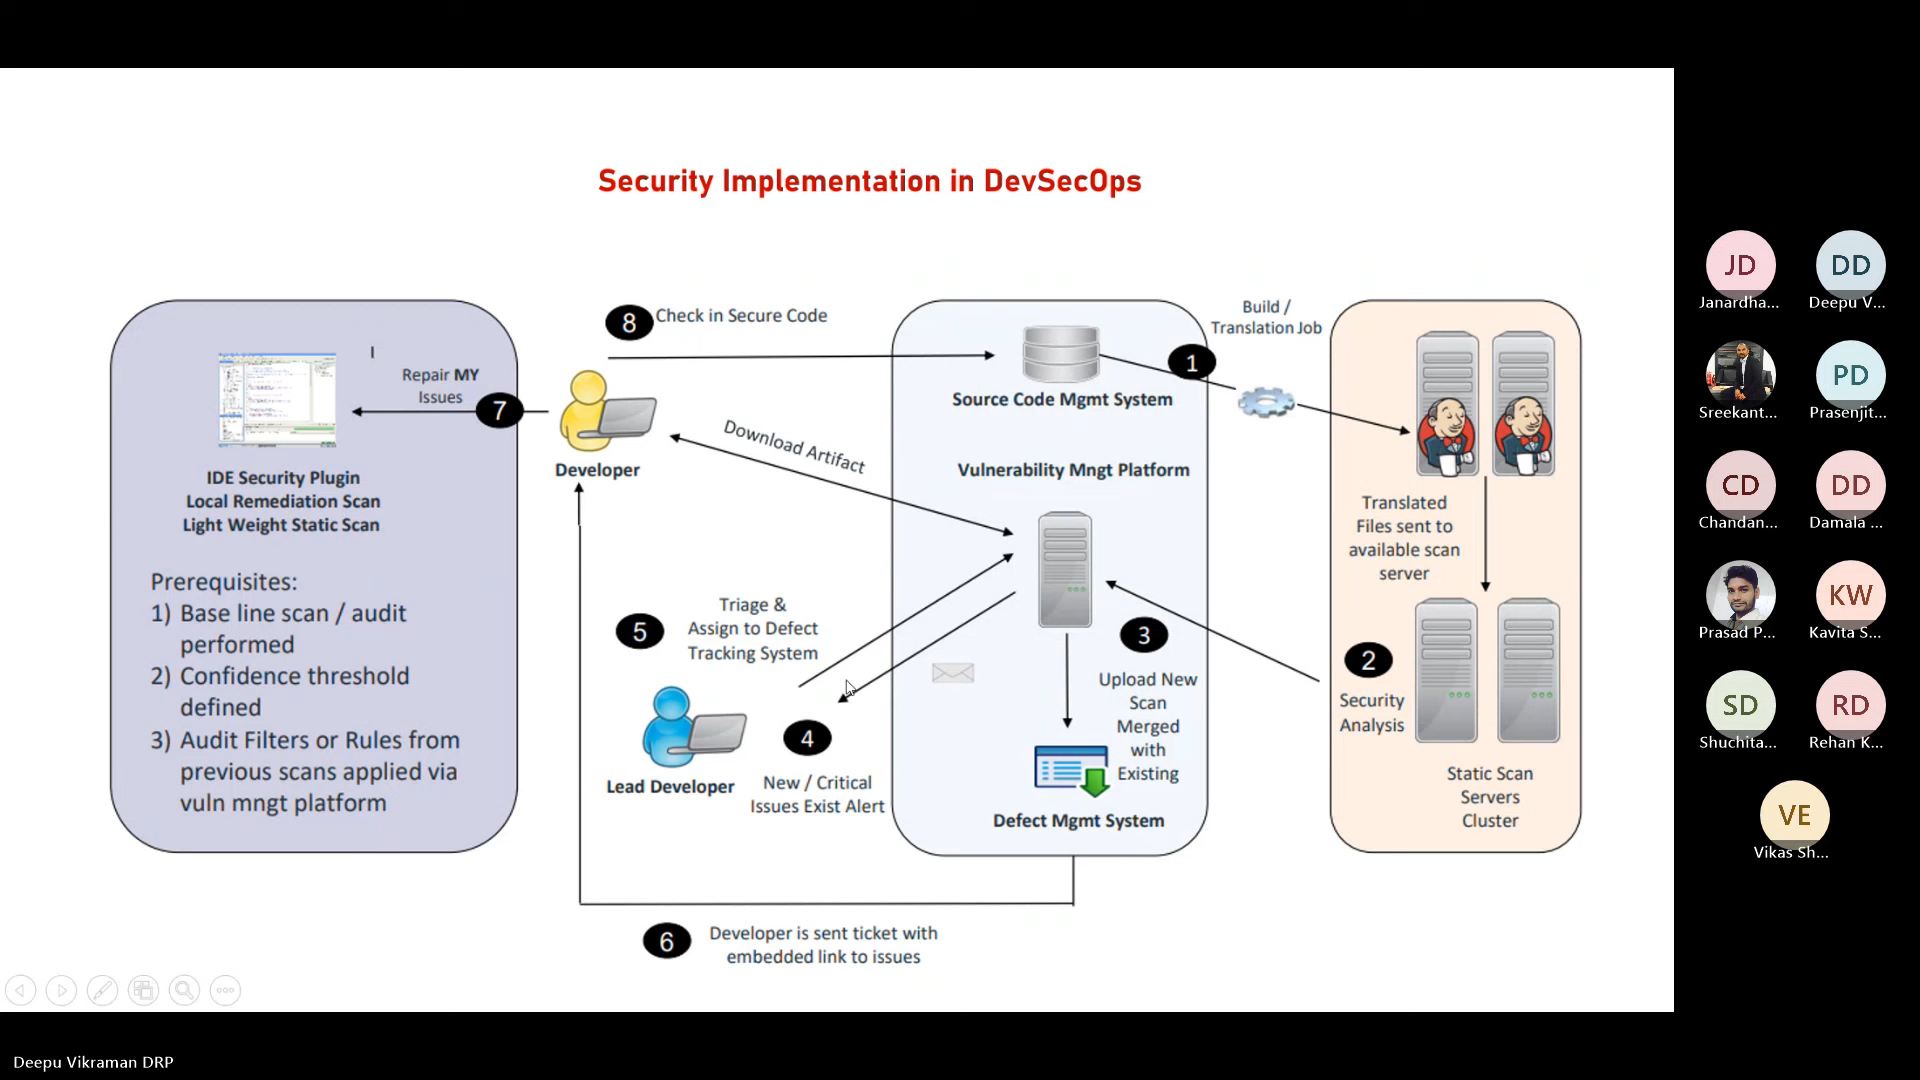 Security Implementation in DevSecOps
8
Check in Secure Code
Build /
Translation Job
1
Repair MY
Issues
7
Developer
Download Artifact
Source Code Mgmt System
Vulnerability Mngt Platform
IDE Security Plugin
Local Remediation Scan
Light Weight Static Scan
Prerequisites:
1) Base line scan / audit
performed
2) Confidence threshold
defined
3) Audit Filters or Rules from
previous scans applied via
vuln mngt platform
Translated
Files sent to
available scan
server
5
Triage &
Assign to Defect
Tracking System
3
Upload New
Scan
Merged
with
Existing
2
Security
Analysis
Lead Developer
4
New / Critical
Issues Exist Alert
Defect Mgmt System
Static Scan
Servers
Cluster
6
Developer is sent ticket with
embedded link to issues
JD
Janardha...
DD
Deepu V...
Sreekant...
PD
Prasenjit...
CD
Chandan...
DD
Damala ...
Prasad P...
KW
Kavita S...
SD
Shuchita...
RD
Rehan K...
VE
Vikas Sh...
Deepu Vikraman DRP